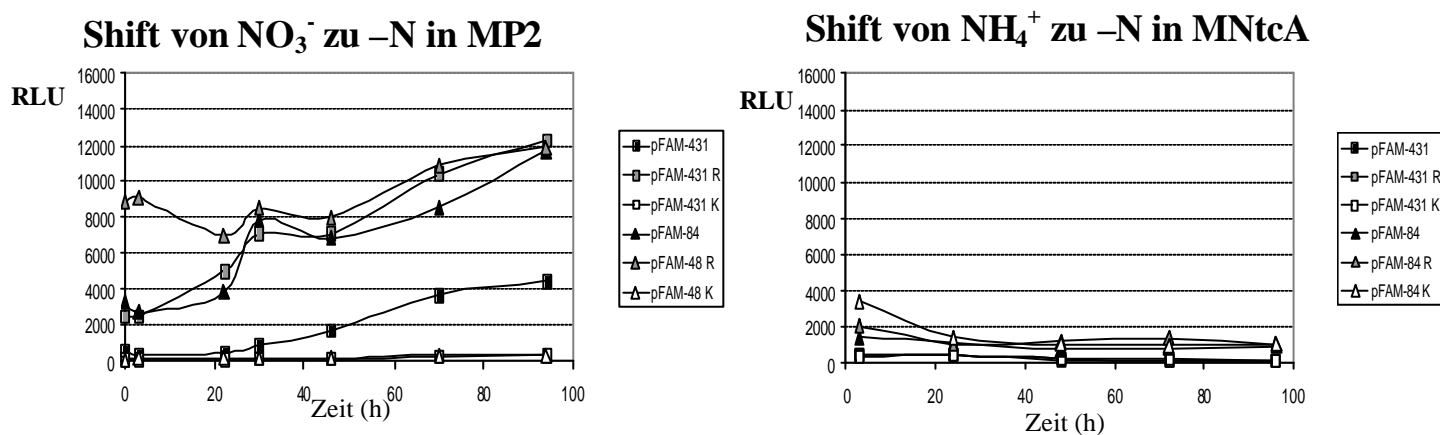 Shift von NO₃⁻ zu –N in MP2
RLU
16000
14000
12000
10000
8000
6000
4000
2000
0
0 20 40 60 80 100
Zeit (h)
pFAM-431
pFAM-431 R
pFAM-431 K
pFAM-84
pFAM-48 R
pFAM-48 K
Shift von NH₄⁺ zu –N in MNtcA
RLU
16000
14000
12000
10000
8000
6000
4000
2000
0
0 20 40 60 80 100
Zeit (h)
pFAM-431
pFAM-431 R
pFAM-431 K
pFAM-84
pFAM-84 R
pFAM-84 K